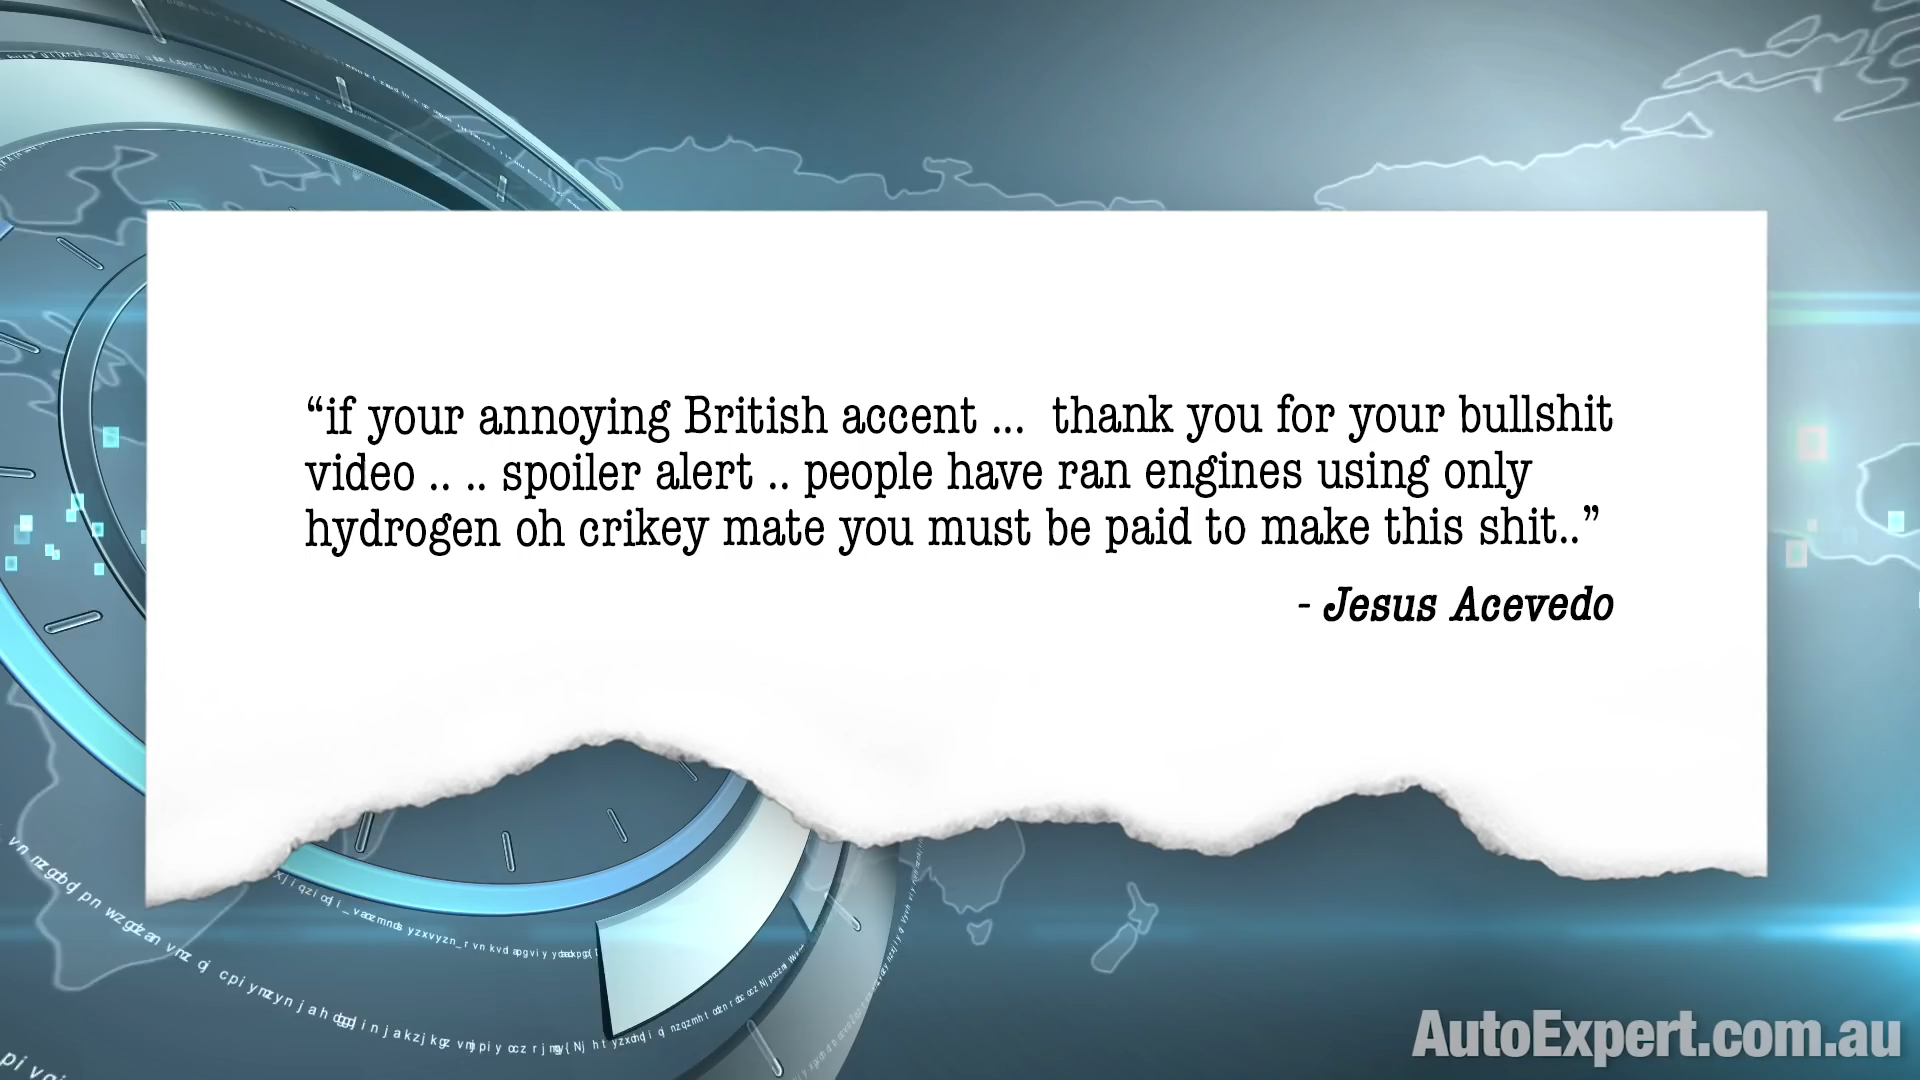 “if your annoying British accent ...  thank you for your bullshit
video .. .. spoiler alert .. people have ran engines using only
hydrogen oh crikey mate you must be paid to make this shit..”
- Jesus Acevedo
AutoExpert.com.au